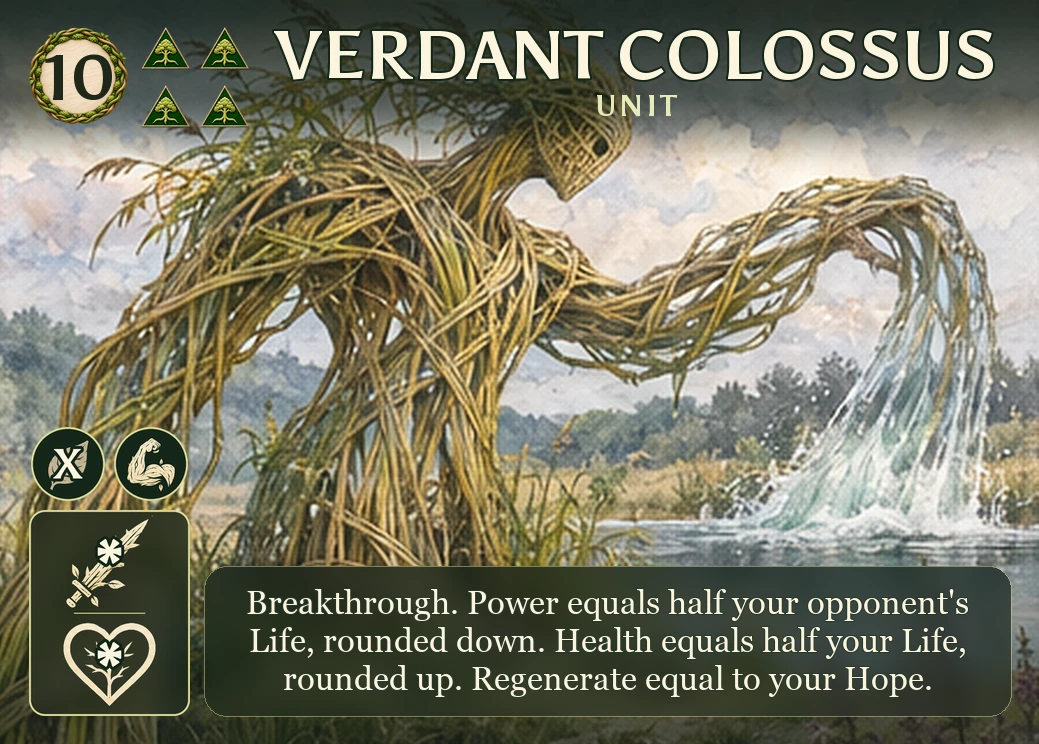 10
VERDANT COLOSSUS
UNIT
X
Breakthrough. Power equals half your opponent's
Life, rounded down. Health equals half your Life,
rounded up. Regenerate equal to your Hope.